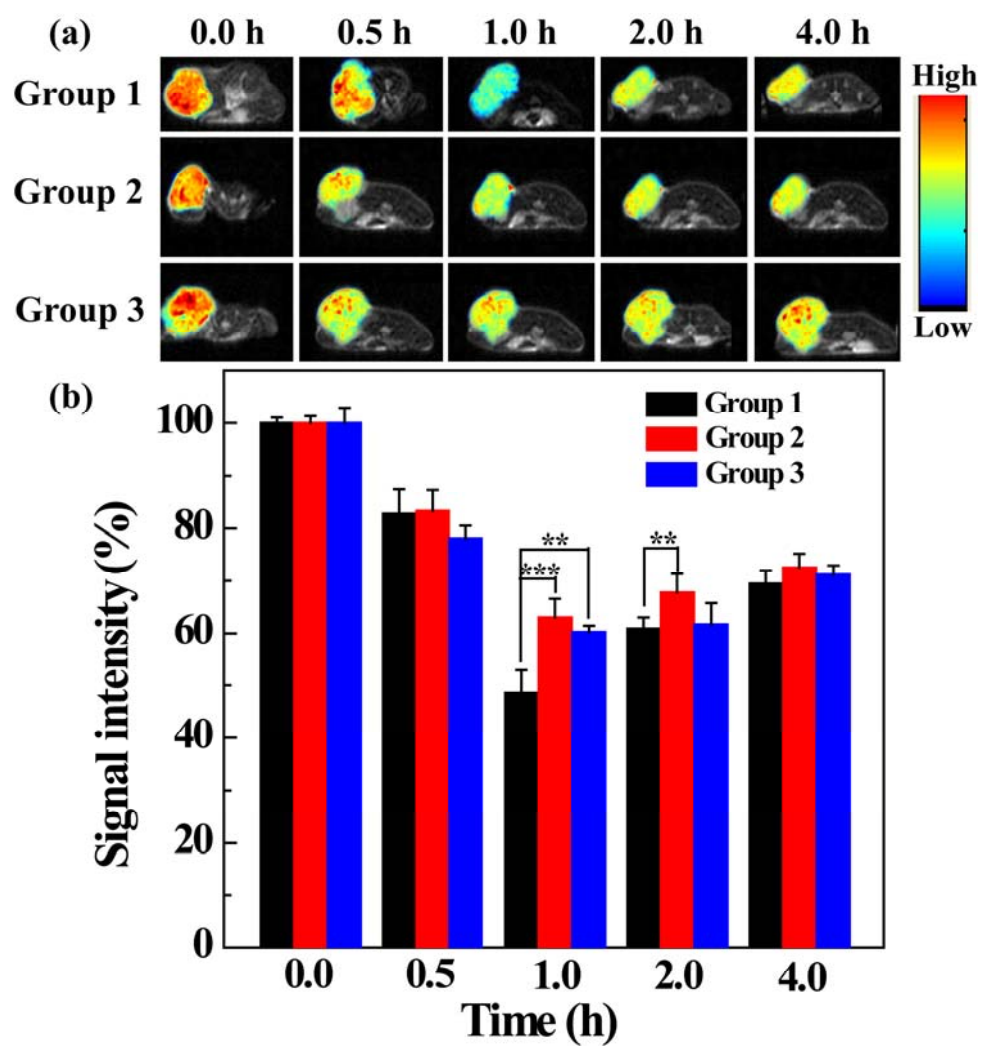 (a) 0.0 h 0.5 h 1.0 h 2.0 h 4.0 h
High
Group 1
Group 2
Group 3
Low
(b)
Group 1
Group 2
Group 3
100
80
60
40
20
0
** **
***
Signal intensity (%)
0.0 0.5 1.0 2.0 4.0
Time (h)